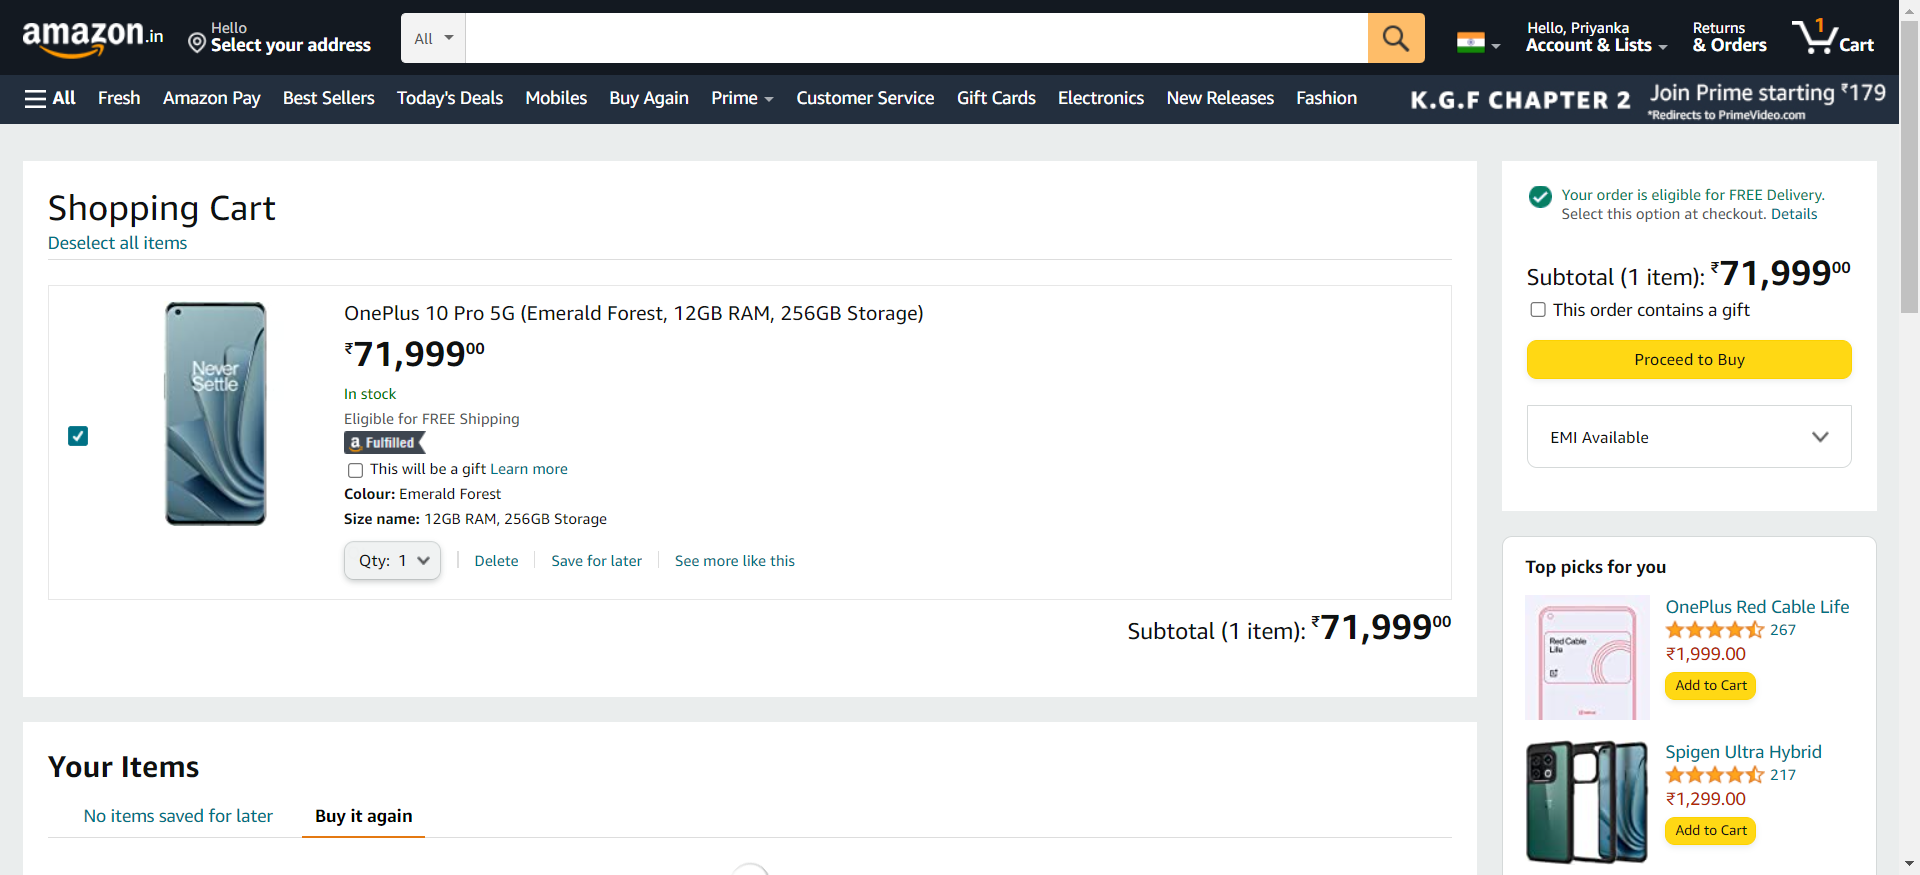 amazon.in
Hello
Select your address
All
Hello, Priyanka
Account & Lists
Returns
& Orders
1
Cart
All
Fresh
Amazon Pay
Best Sellers
Today's Deals
Mobiles
Buy Again
Prime
Customer Service
Gift Cards
Electronics
New Releases
Fashion
K.G.F CHAPTER 2
Join Prime starting ₹179
*Redirects to PrimeVideo.com
Shopping Cart
Deselect all items
Never
Settle
OnePlus 10 Pro 5G (Emerald Forest, 12GB RAM, 256GB Storage)
₹71,99900
In stock
Eligible for FREE Shipping
a Fulfilled
This will be a gift Learn more
Colour: Emerald Forest
Size name: 12GB RAM, 256GB Storage
Qty: 1
Delete
Save for later
See more like this
Subtotal (1 item): ₹71,99900
Your Items
No items saved for later
Buy it again
Your order is eligible for FREE Delivery.
Select this option at checkout. Details
Subtotal (1 item): ₹71,99900
This order contains a gift
Proceed to Buy
EMI Available
Top picks for you
Red Cable
Life
OnePlus Red Cable Life
267
₹1,999.00
Add to Cart
Spigen Ultra Hybrid
217
₹1,299.00
Add to Cart